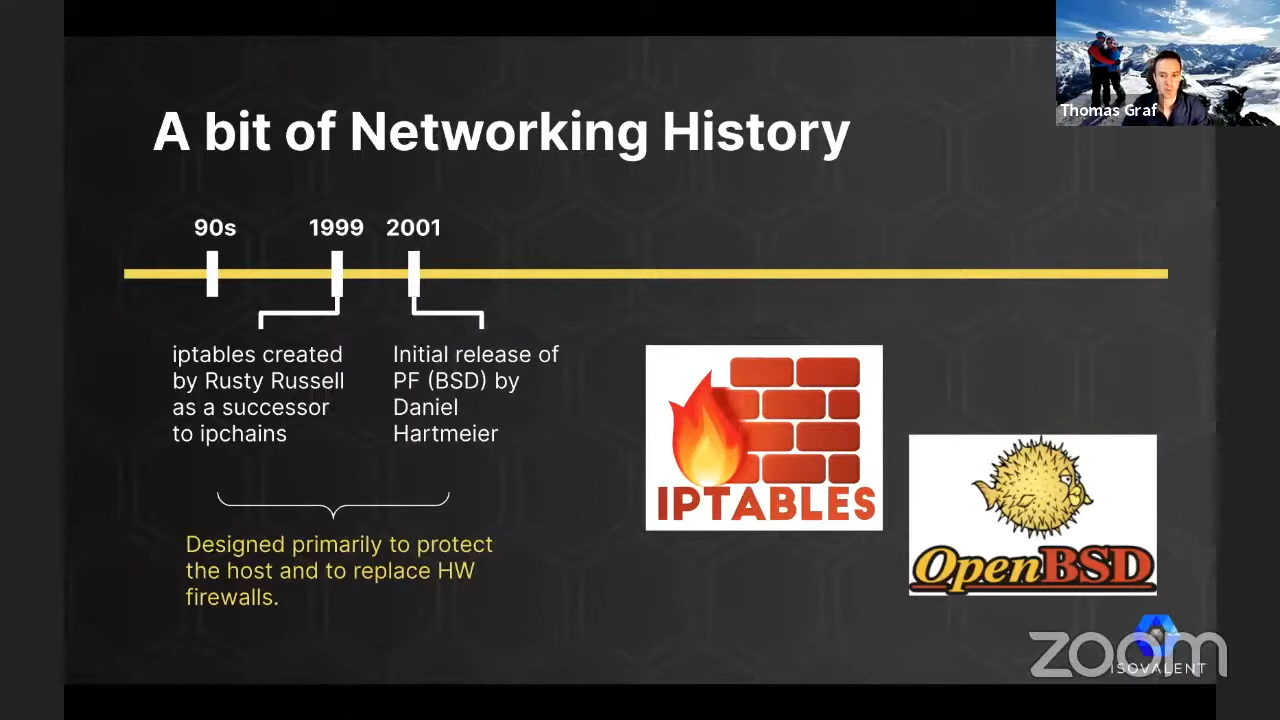 Thomas Graf
A bit of Networking History
90s
1999
2001
iptables created
by Rusty Russell
as a successor
to ipchains
Initial release of
PF (BSD) by
Daniel
Hartmeier
Designed primarily to protect
the host and to replace HW
firewalls.
IPTABLES
OpenBSD
zoom
ISOVALENT